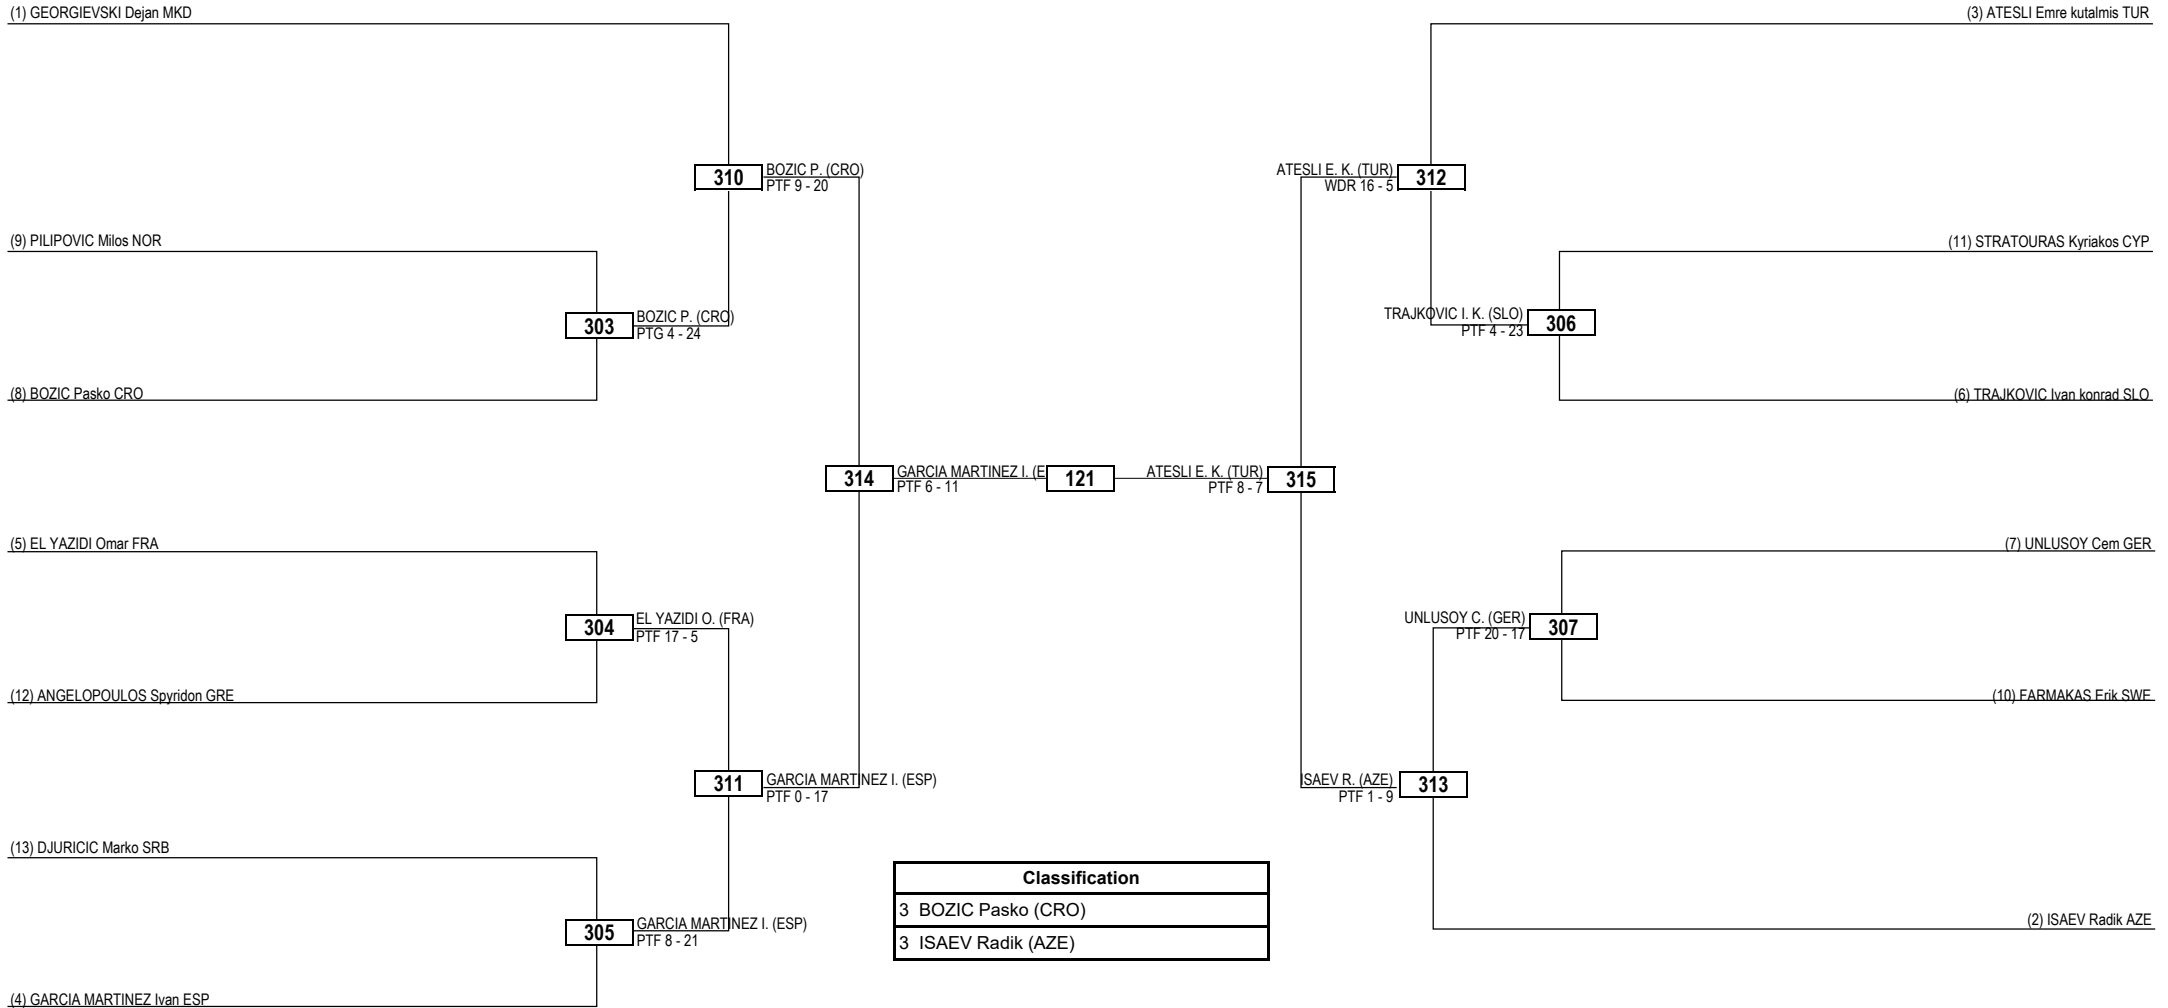 (1) GEORGIEVSKI Dejan MKD
(3) ATESLI Emre kutalmis TUR
310
BOZIC P. (CRO)
PTF 9 - 20
ATESLI E. K. (TUR)
WDR 16 - 5
312
(9) PILIPOVIC Milos NOR
(11) STRATOURAS Kyriakos CYP
303
BOZIC P. (CRO)
PTG 4 - 24
TRAJKOVIC I. K. (SLO)
PTF 4 - 23
306
(8) BOZIC Pasko CRO
(6) TRAJKOVIC Ivan konrad SLO
314
GARCIA MARTINEZ I. (E
PTF 6 - 11
121
ATESLI E. K. (TUR)
PTF 8 - 7
315
(5) EL YAZIDI Omar FRA
(7) UNLUSOY Cem GER
304
EL YAZIDI O. (FRA)
PTF 17 - 5
UNLUSOY C. (GER)
PTF 20 - 17
307
(12) ANGELOPOULOS Spyridon GRE
(10) FARMAKAS Erik SWE
311
GARCIA MARTINEZ I. (ESP)
PTF 0 - 17
ISAEV R. (AZE)
PTF 1 - 9
313
(13) DJURICIC Marko SRB
305
GARCIA MARTINEZ I. (ESP)
PTF 8 - 21
(2) ISAEV Radik AZE
(4) GARCIA MARTINEZ Ivan ESP
Classification
3 BOZIC Pasko (CRO)
3 ISAEV Radik (AZE)